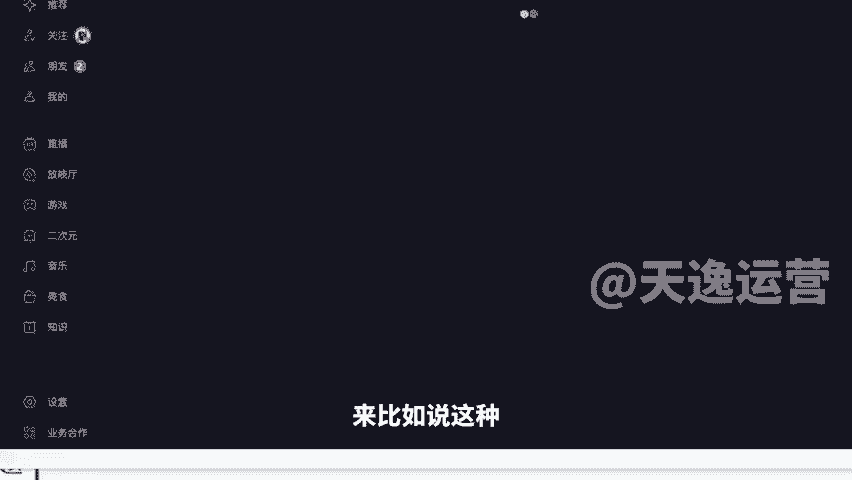 推荐
关注
朋友 2
我的
直播
放映厅
游戏
二次元
音乐
美食
知识
@天逸运营
设置
来比如说这种
业务合作